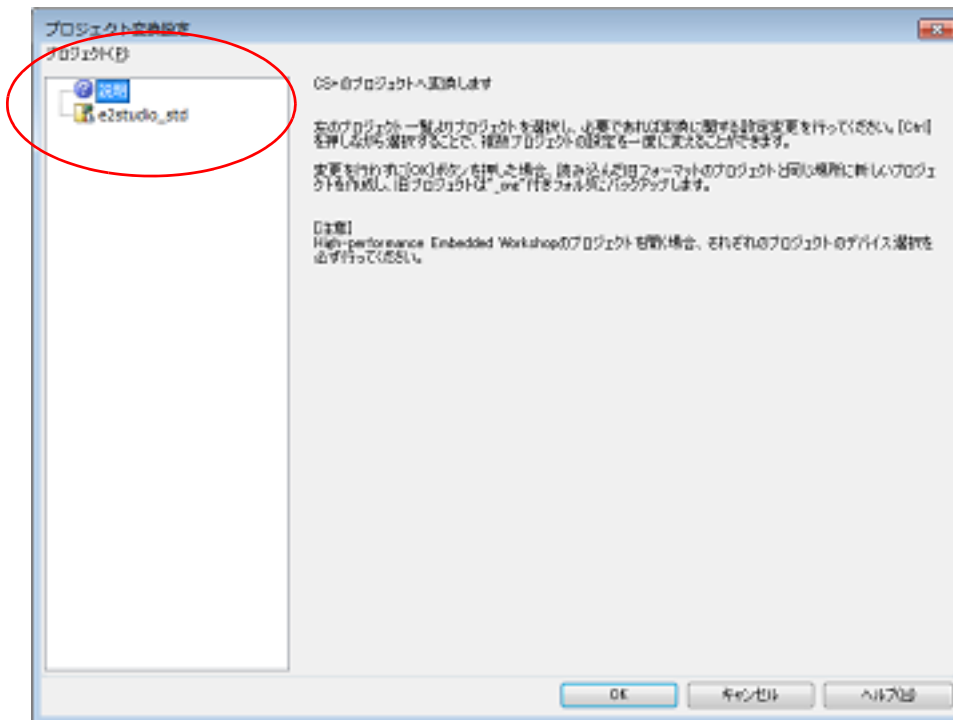 プロジェクト変換設定
プロジェクト(P)
説明
e2studio_std
CS+のプロジェクトへ変換します
左のプロジェクト一覧よりプロジェクトを選択し、必要であれば変換に関する設定変更を行ってください。[Ctrl]
を押しながら選択することで、複数プロジェクトの設定を一度に変えることができます。
変更を行わずに[OK]ボタンを押した場合、読み込んだ旧フォーマットのプロジェクトと同じ場所に新しいプロジェ
クトを作成し、旧プロジェクトは"_org"付きフォルダにバックアップします。
【注意】
High-performance Embedded Workshopのプロジェクトを開く場合、それぞれのプロジェクトのデバイス選択を
必ず行ってください。
OK
キャンセル
ヘルプ(H)